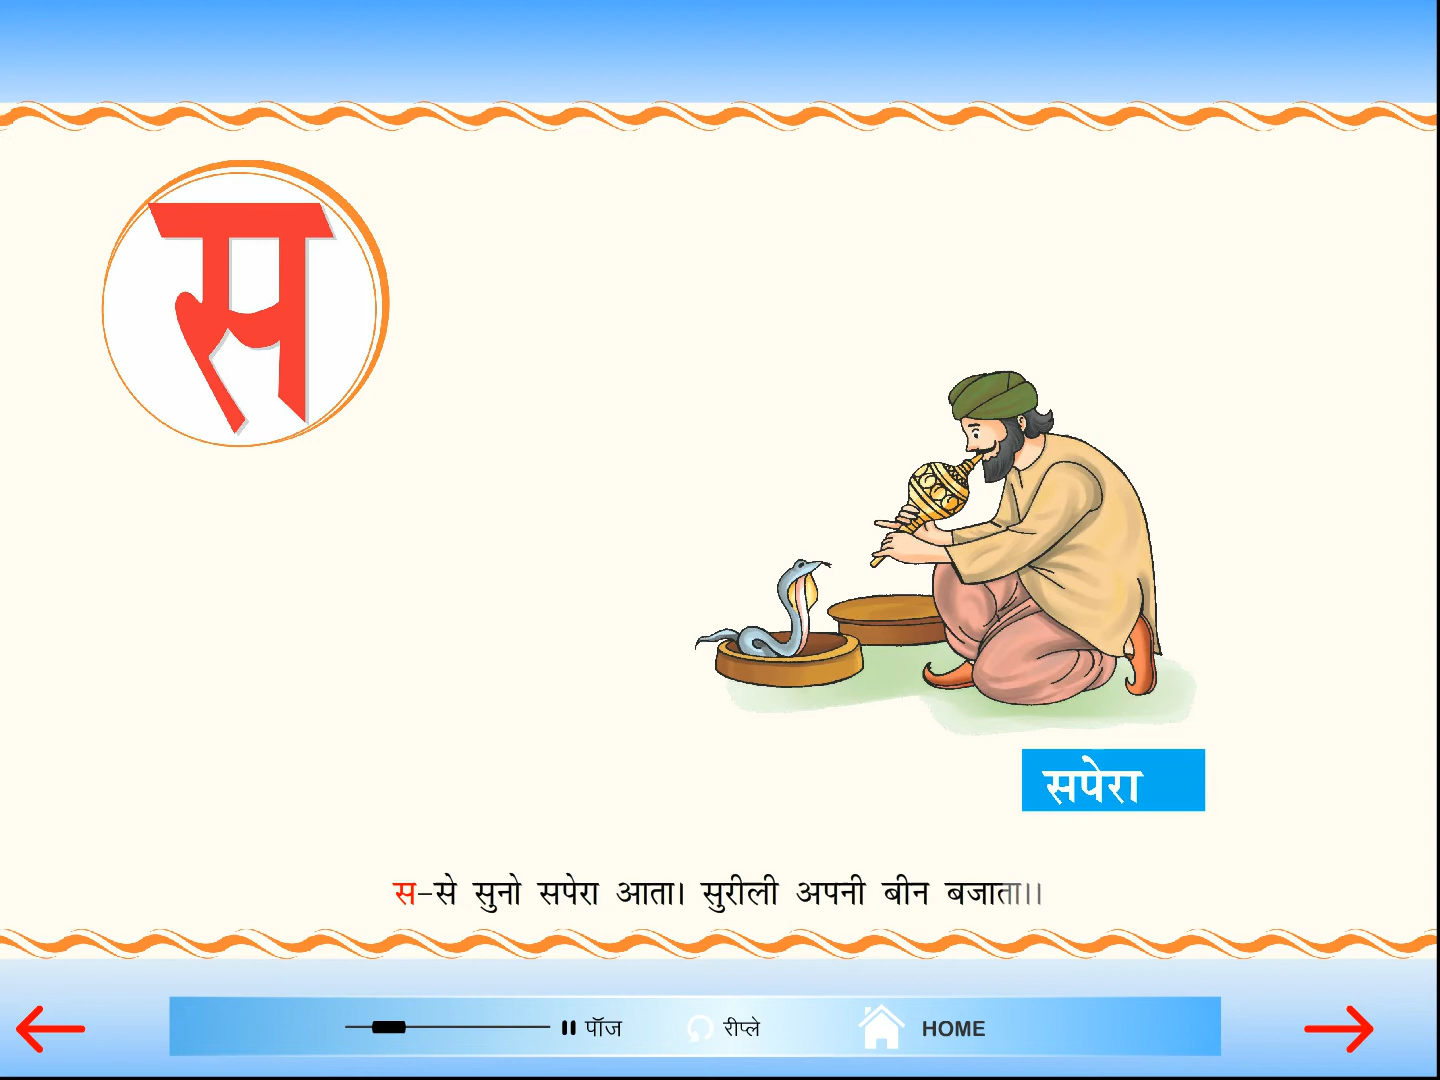 स
सपेरा
स-से सुनो सपेरा आता। सुरीली अपनी बीन बजाता।।
पॉज रीप्ले HOME